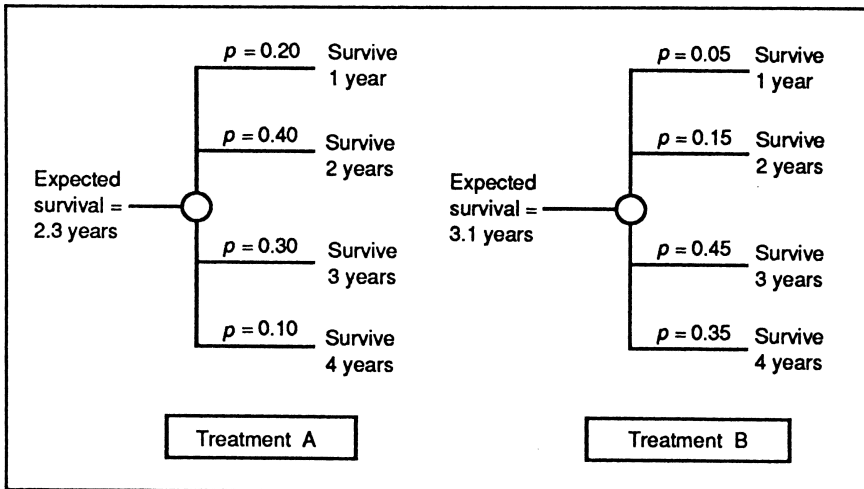 p = 0.20 Survive
1 year
p = 0.40 Survive
2 years
Expected
survival =
2.3 years
p = 0.30 Survive
3 years
p = 0.10 Survive
4 years
Treatment A
p = 0.05 Survive
1 year
p = 0.15 Survive
2 years
Expected
survival =
3.1 years
p = 0.45 Survive
3 years
p = 0.35 Survive
4 years
Treatment B